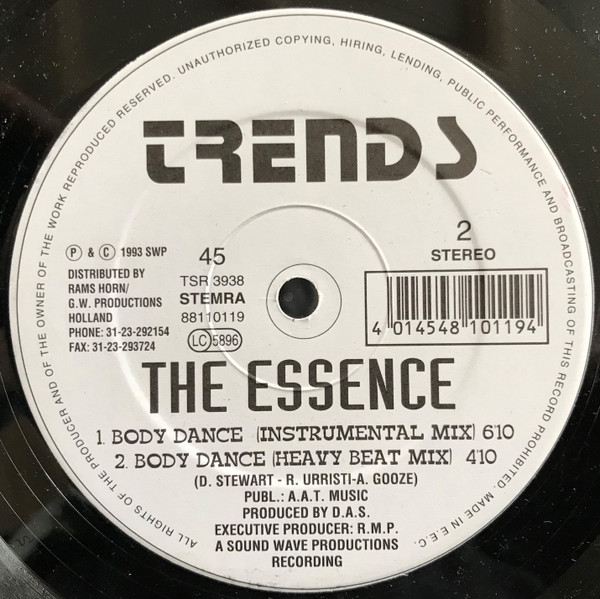 ALL RIGHTS OF THE PRODUCER AND OF THE OWNER OF THE WORK REPRODUCED RESERVED. UNAUTHORIZED COPYING, HIRING, LENDING, PUBLIC PERFORMANCE AND BROADCASTING OF THIS RECORD PROHIBITED. MADE IN E.E.C.
TRENDS
Ⓟ & Ⓒ 1993 SWP
DISTRIBUTED BY
RAMS HORN/
G.W. PRODUCTIONS
HOLLAND
PHONE: 31-23-292154
FAX: 31-23-293724
45
TSR 3938
STEMRA
88110119
LC 5896
2
STEREO
4 014548 101194
THE ESSENCE
1. BODY DANCE (INSTRUMENTAL MIX) 6'10
2. BODY DANCE (HEAVY BEAT MIX) 4'10
(D. STEWART - R. URRISTI-A. GOOZE)
PUBL.: A.A.T. MUSIC
PRODUCED BY D.A.S.
EXECUTIVE PRODUCER: R.M.P.
A SOUND WAVE PRODUCTIONS
RECORDING